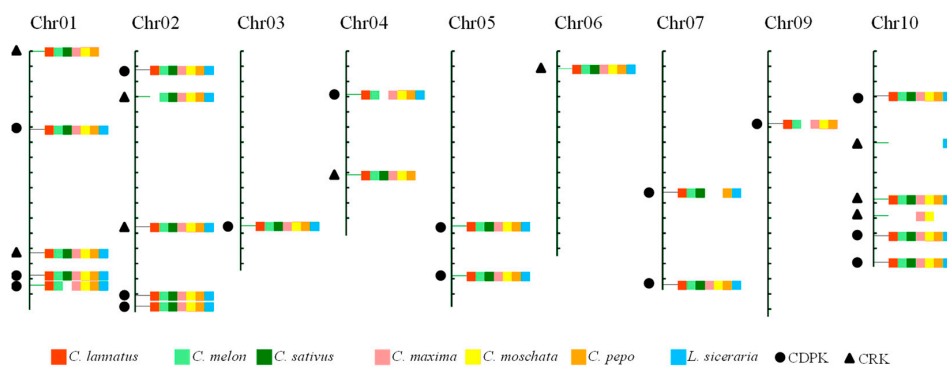 Chr01 Chr02 Chr03 Chr04 Chr05 Chr06 Chr07 Chr09 Chr10
C. lannatus C. melon C. sativus C. maxima C. moschata C. pepo L. siceraria CDPK CRK